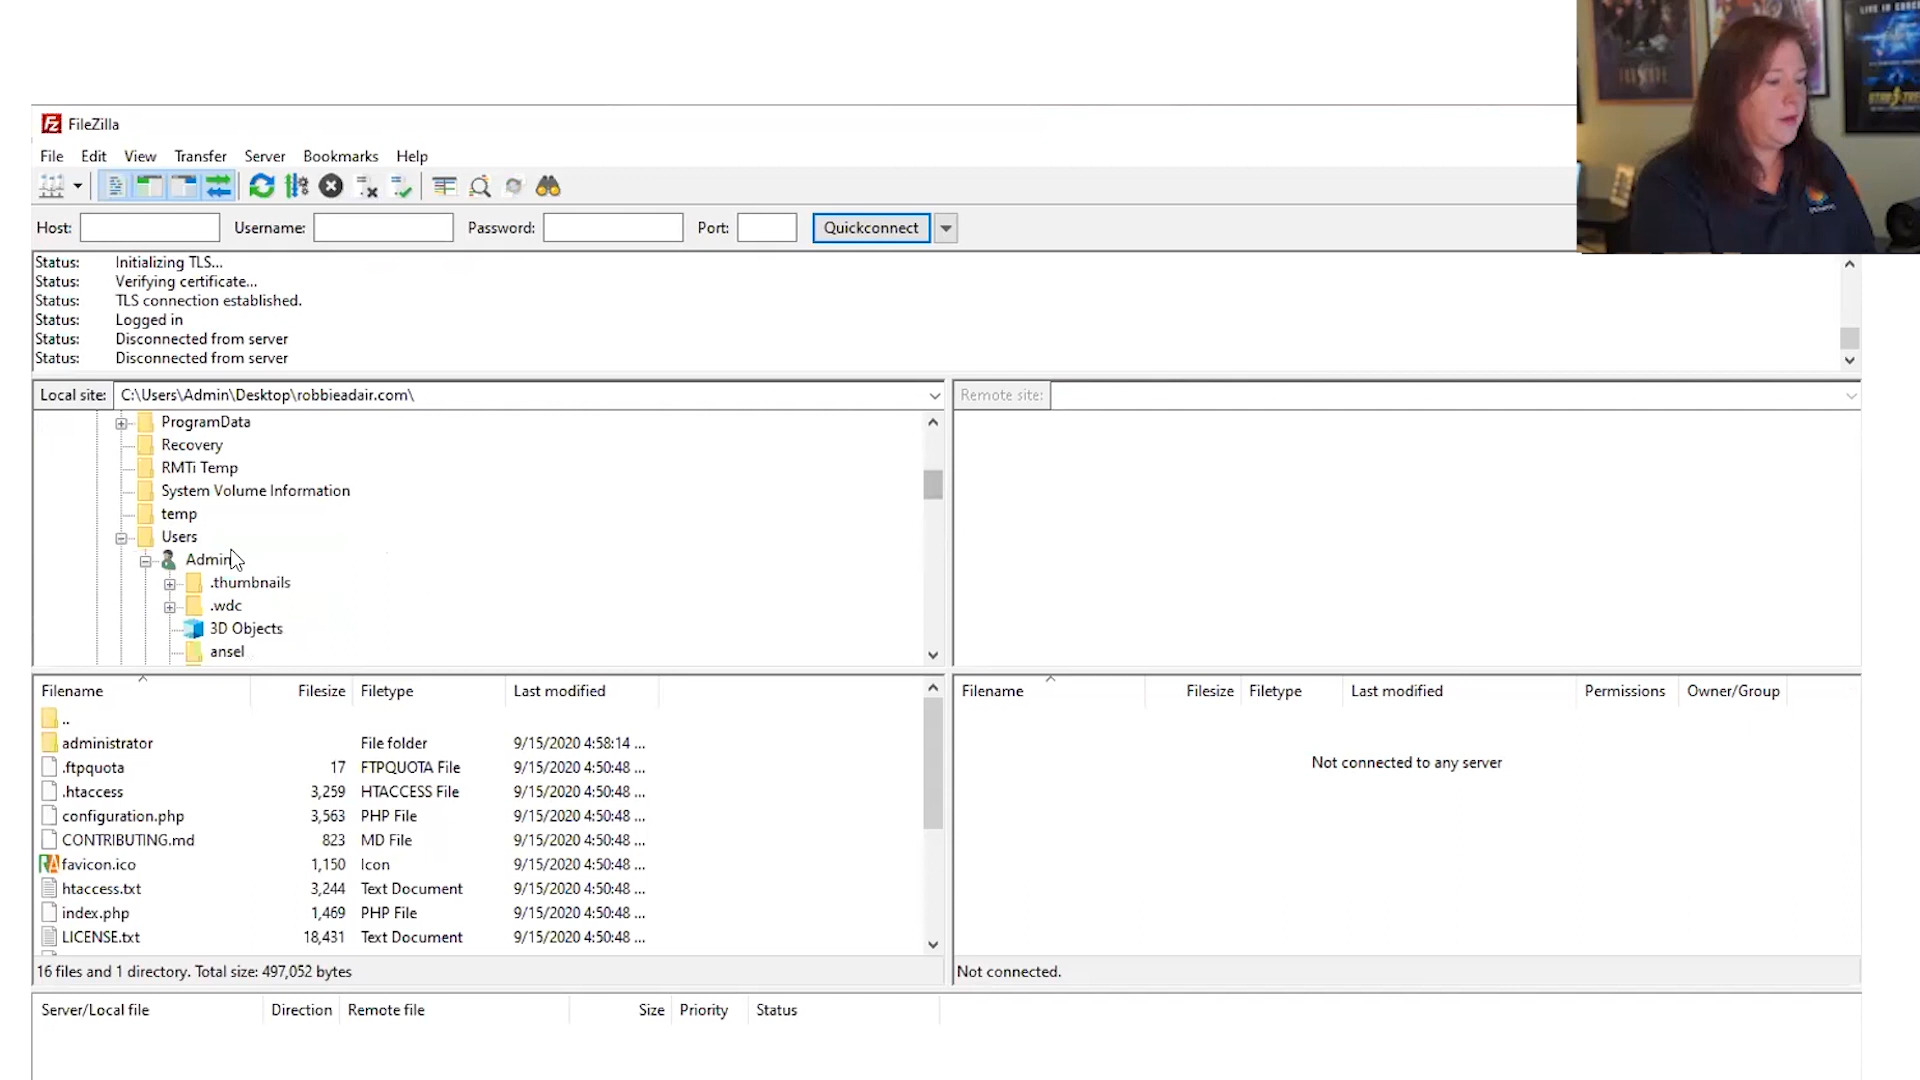 FileZilla
File Edit View Transfer Server Bookmarks Help
Host: Username: Password: Port: Quickconnect
Status: Initializing TLS...
Status: Verifying certificate...
Status: TLS connection established.
Status: Logged in
Status: Disconnected from server
Status: Disconnected from server
Local site: C:\Users\Admin\Desktop\robbieadair.com\
Remote site:
ProgramData
Recovery
RMTi Temp
System Volume Information
temp
Users
Admin
.thumbnails
.wdc
3D Objects
ansel
Filename Filesize Filetype Last modified
..
administrator File folder 9/15/2020 4:58:14 ...
.ftpquota 17 FTPQUOTA File 9/15/2020 4:50:48 ...
.htaccess 3,259 HTACCESS File 9/15/2020 4:50:48 ...
configuration.php 3,563 PHP File 9/15/2020 4:50:48 ...
CONTRIBUTING.md 823 MD File 9/15/2020 4:50:48 ...
favicon.ico 1,150 Icon 9/15/2020 4:50:48 ...
htaccess.txt 3,244 Text Document 9/15/2020 4:50:48 ...
index.php 1,469 PHP File 9/15/2020 4:50:48 ...
LICENSE.txt 18,431 Text Document 9/15/2020 4:50:48 ...
16 files and 1 directory. Total size: 497,052 bytes
Filename Filesize Filetype Last modified Permissions Owner/Group
Not connected to any server
Not connected.
Server/Local file Direction Remote file Size Priority Status